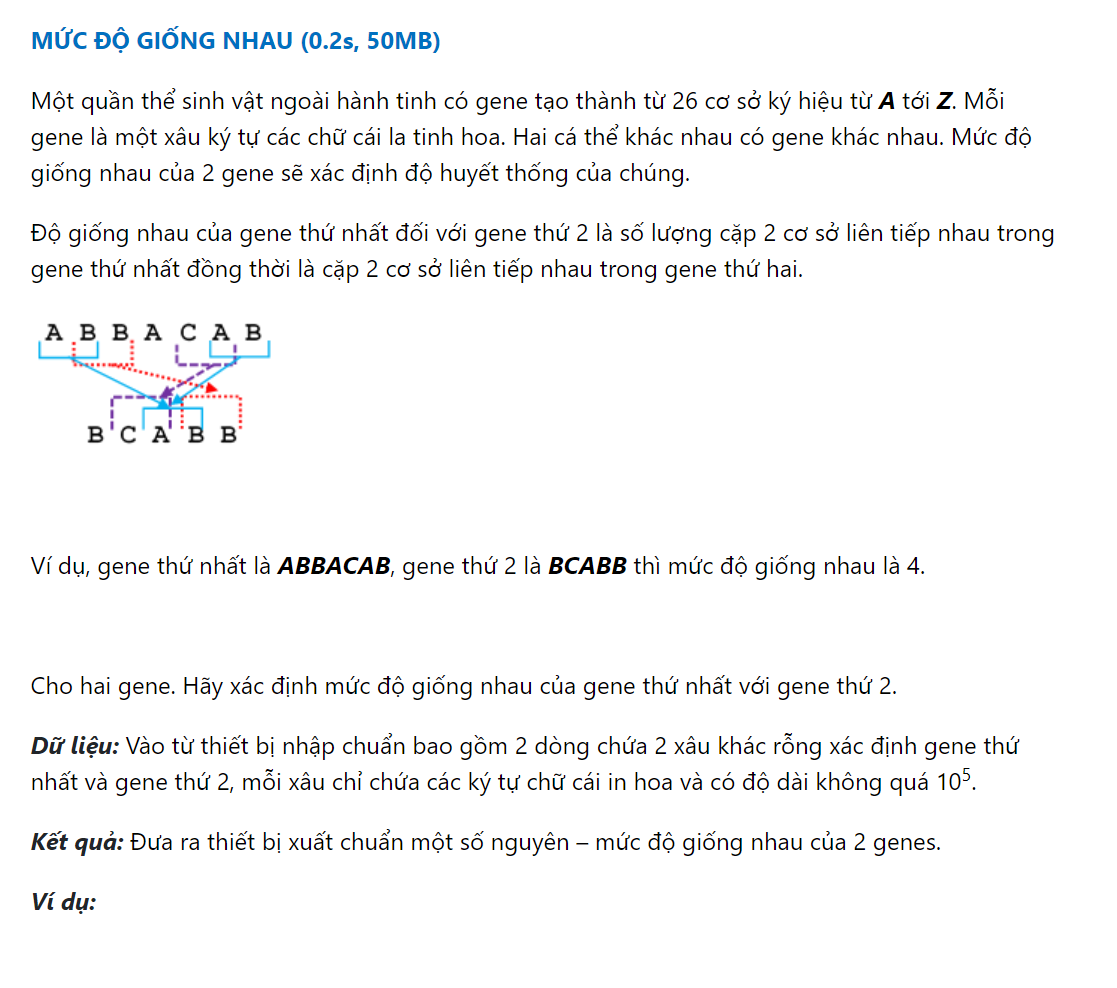 MỨC ĐỘ GIỐNG NHAU (0.2s, 50MB)
Một quần thể sinh vật ngoài hành tinh có gene tạo thành từ 26 cơ sở ký hiệu từ A tới Z. Mỗi
gene là một xâu ký tự các chữ cái la tinh hoa. Hai cá thể khác nhau có gene khác nhau. Mức độ
giống nhau của 2 gene sẽ xác định độ huyết thống của chúng.
Độ giống nhau của gene thứ nhất đối với gene thứ 2 là số lượng cặp 2 cơ sở liên tiếp nhau trong
gene thứ nhất đồng thời là cặp 2 cơ sở liên tiếp nhau trong gene thứ hai.
A B B A C A B
B C A B B
Ví dụ, gene thứ nhất là ABBACAB, gene thứ 2 là BCABB thì mức độ giống nhau là 4.
Cho hai gene. Hãy xác định mức độ giống nhau của gene thứ nhất với gene thứ 2.
Dữ liệu: Vào từ thiết bị nhập chuẩn bao gồm 2 dòng chứa 2 xâu khác rỗng xác định gene thứ
nhất và gene thứ 2, mỗi xâu chỉ chứa các ký tự chữ cái in hoa và có độ dài không quá 10⁵.
Kết quả: Đưa ra thiết bị xuất chuẩn một số nguyên – mức độ giống nhau của 2 genes.
Ví dụ: